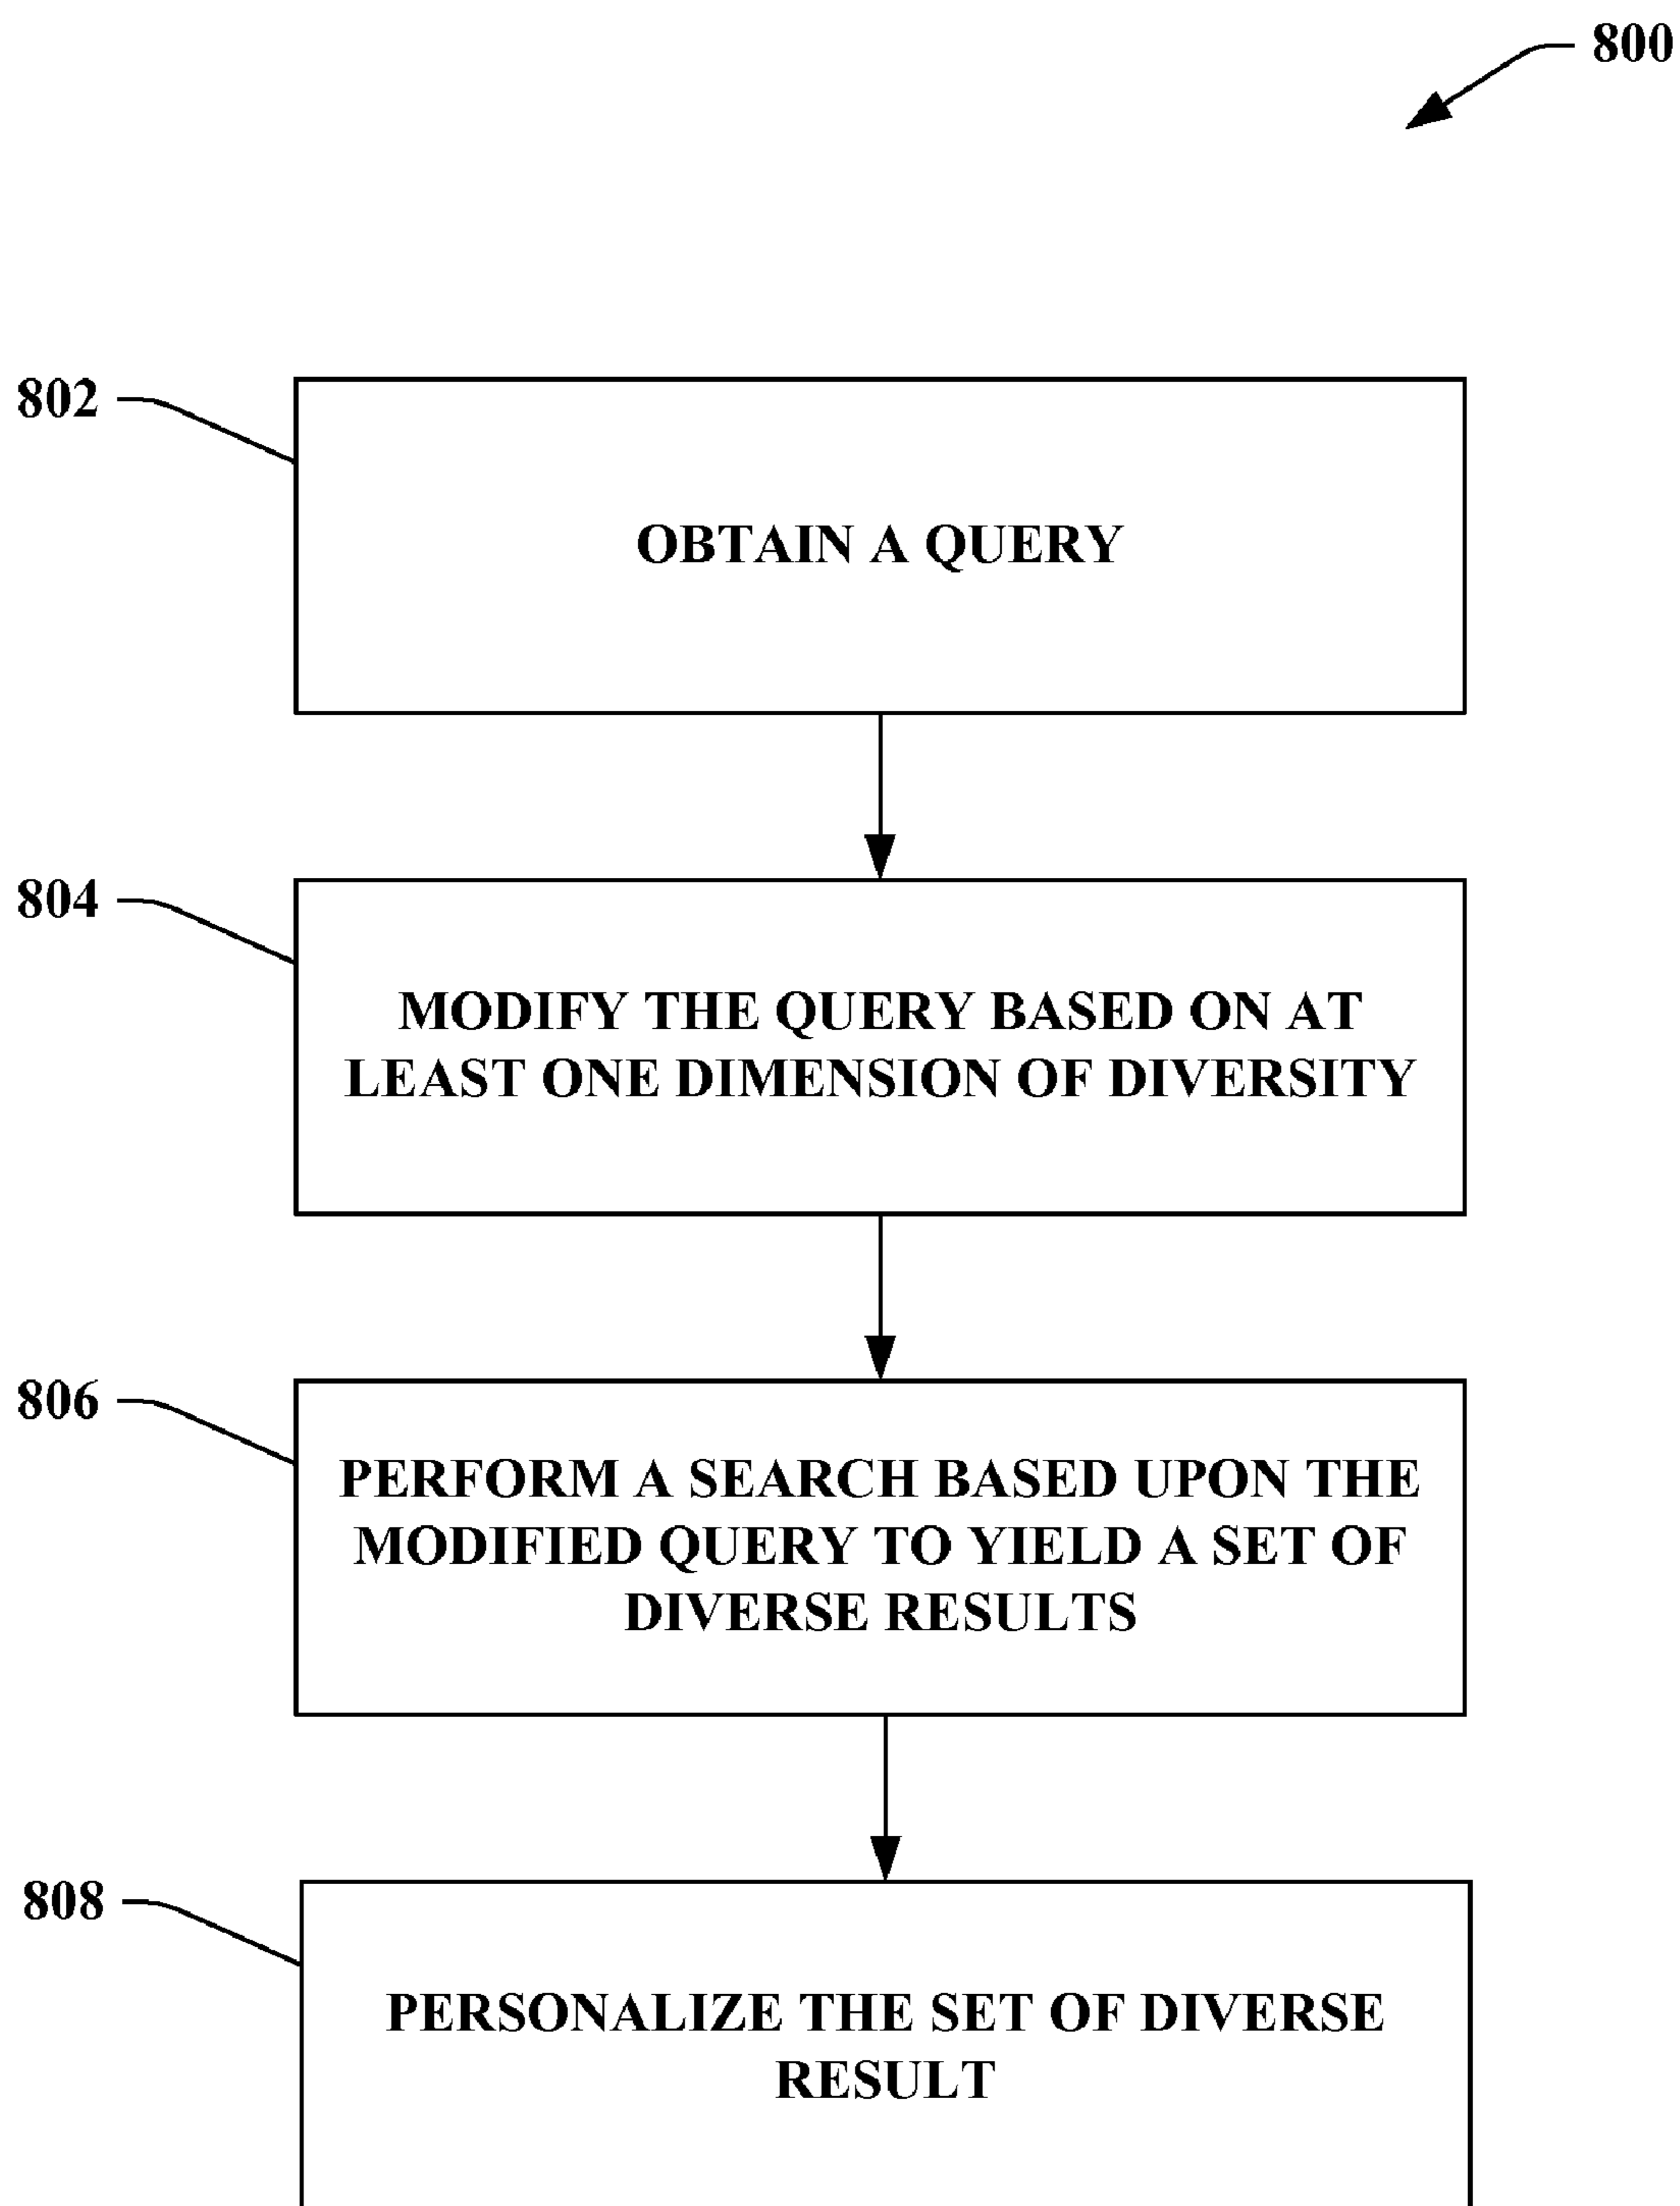 800
802
OBTAIN A QUERY
804
MODIFY THE QUERY BASED ON AT
LEAST ONE DIMENSION OF DIVERSITY
806
PERFORM A SEARCH BASED UPON THE
MODIFIED QUERY TO YIELD A SET OF
DIVERSE RESULTS
808
PERSONALIZE THE SET OF DIVERSE
RESULT